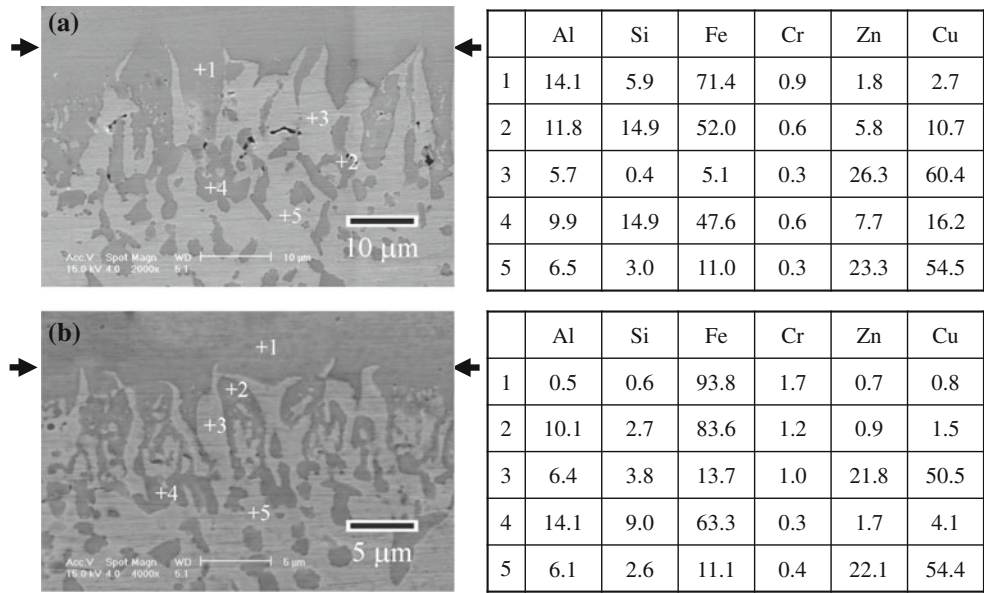 (a)
+1
+3
+2
+4
+5
10 μm
Acc.V Spot Magn WD 10 μm
15.0 kV 4.0 2000x 5.1
Al Si Fe Cr Zn Cu
1 14.1 5.9 71.4 0.9 1.8 2.7
2 11.8 14.9 52.0 0.6 5.8 10.7
3 5.7 0.4 5.1 0.3 26.3 60.4
4 9.9 14.9 47.6 0.6 7.7 16.2
5 6.5 3.0 11.0 0.3 23.3 54.5
(b)
+1
+2
+3
+4
+5
5 μm
Acc.V Spot Magn WD 5 μm
15.0 kV 4.0 4000x 5.1
Al Si Fe Cr Zn Cu
1 0.5 0.6 93.8 1.7 0.7 0.8
2 10.1 2.7 83.6 1.2 0.9 1.5
3 6.4 3.8 13.7 1.0 21.8 50.5
4 14.1 9.0 63.3 0.3 1.7 4.1
5 6.1 2.6 11.1 0.4 22.1 54.4